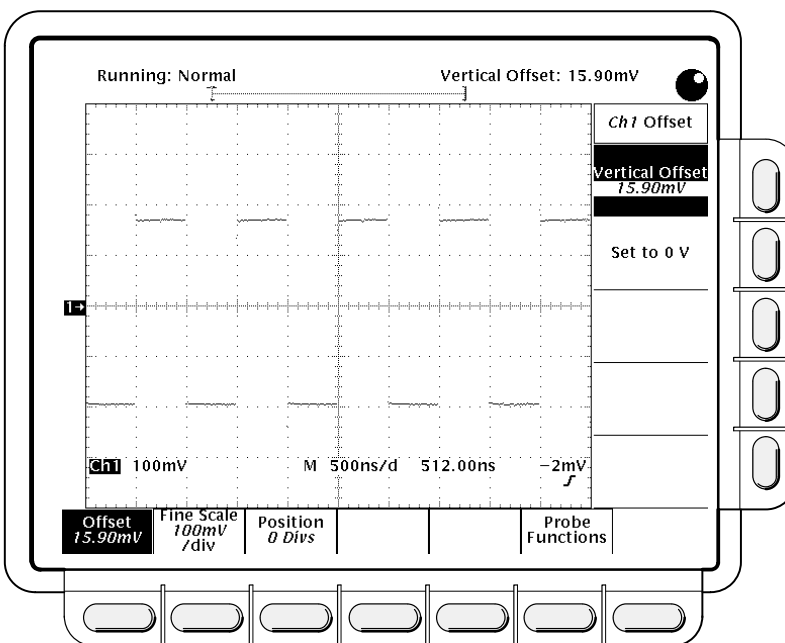 Running: Normal
Vertical Offset: 15.90mV
Ch1 Offset
Vertical Offset
15.90mV
Set to 0 V
1→
Ch1 100mV M 500ns/d 512.00ns −2mV
Offset
15.90mV
Fine Scale
100mV
/div
Position
0 Divs
Probe
Functions